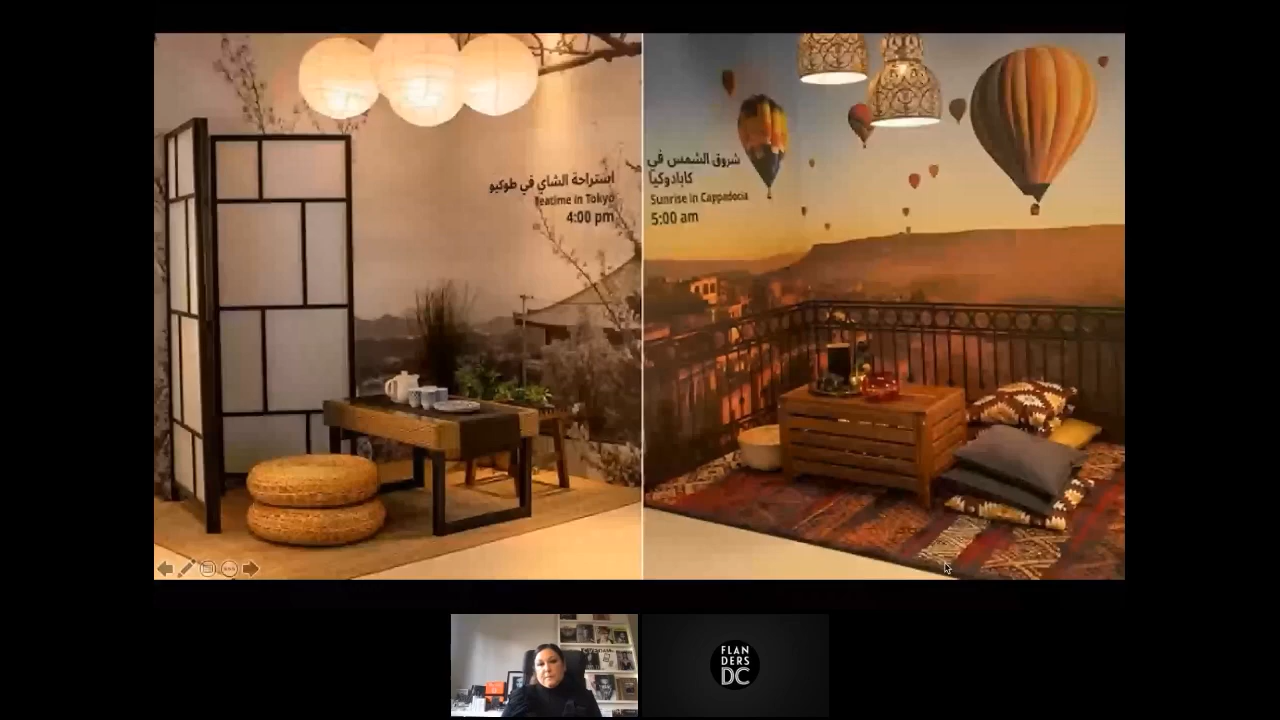 استراحة الشاي في طوكيو
Teatime in Tokyo
4:00 pm
شروق الشمس في
كابادوكيا
Sunrise in Cappadocia
5:00 am
FLAN
DERS
DC